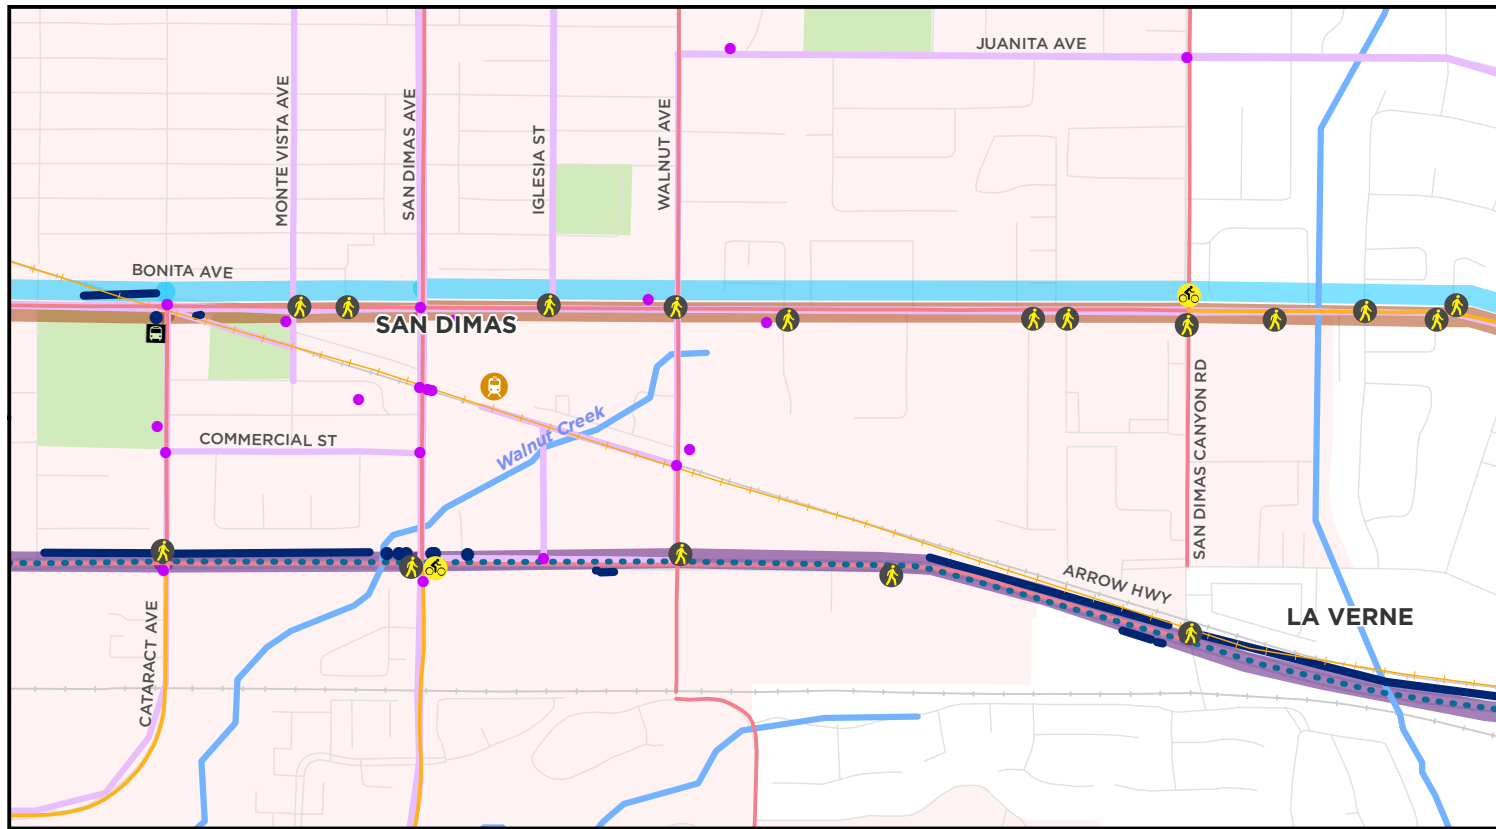 JUANITA AVE
MONTE VISTA AVE
SAN DIMAS AVE
IGLESIA ST
WALNUT AVE
BONITA AVE
SAN DIMAS
SAN DIMAS CANYON RD
Walnut Creek
COMMERCIAL ST
ARROW HWY
LA VERNE
CATARACT AVE